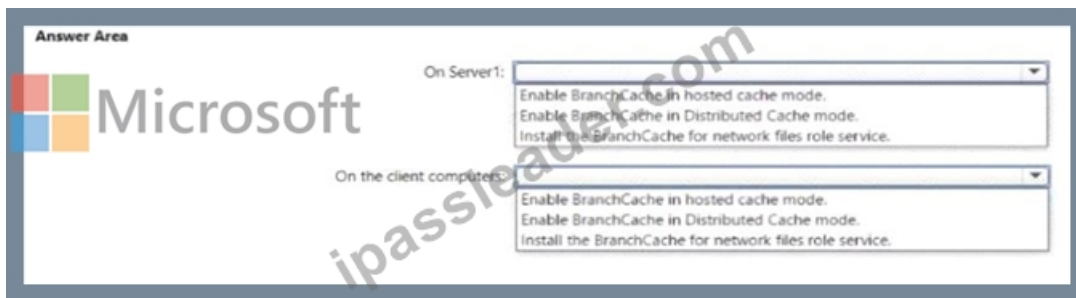 Answer Area
Microsoft
On Server1:
Enable BranchCache in hosted cache mode.
Enable BranchCache in Distributed Cache mode.
Install the BranchCache for network files role service.
On the client computers:
Enable BranchCache in hosted cache mode.
Enable BranchCache in Distributed Cache mode.
Install the BranchCache for network files role service.
ipassleader.com